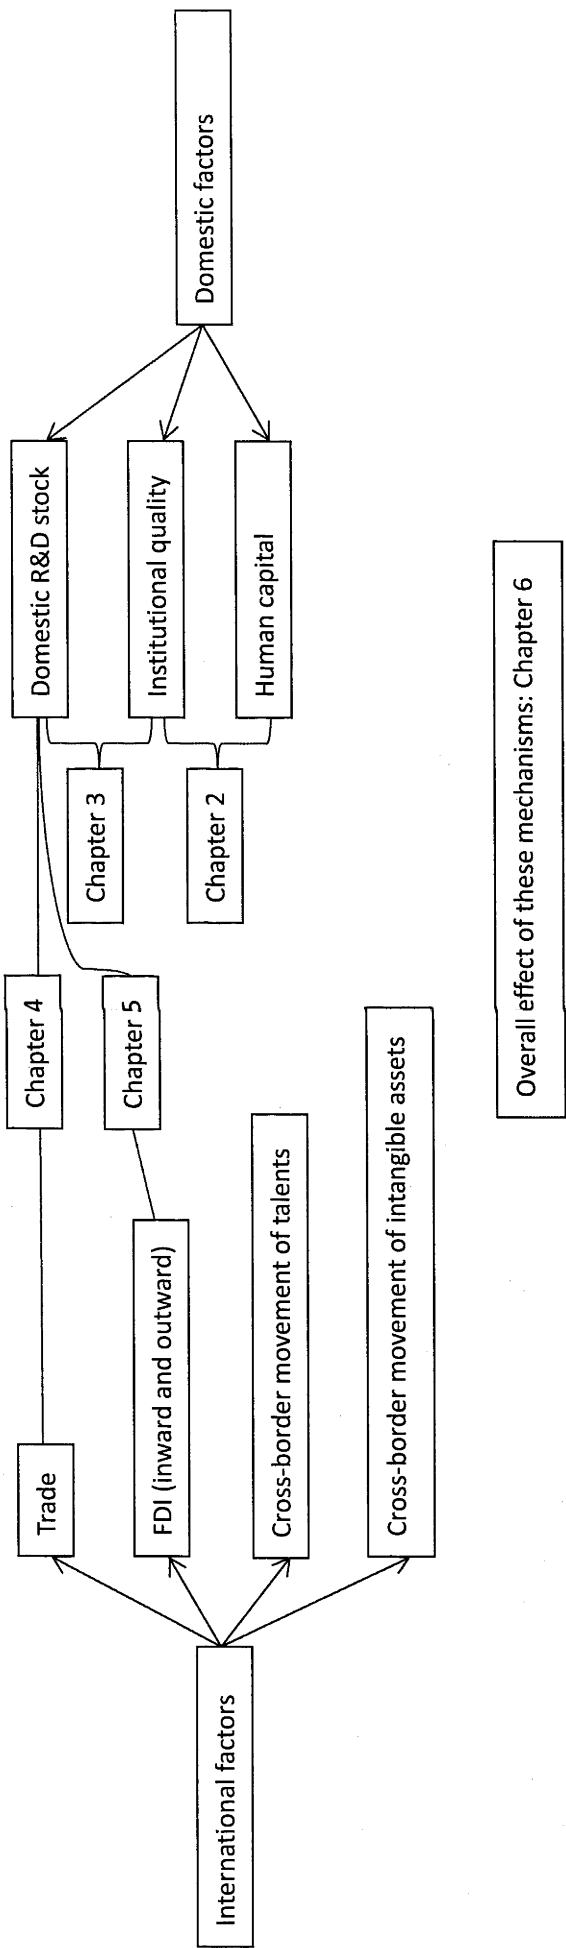 International factors
Trade
FDI (inward and outward)
Cross-border movement of talents
Cross-border movement of intangible assets
Chapter 4
Chapter 5
Chapter 3
Chapter 2
Domestic R&D stock
Institutional quality
Human capital
Domestic factors
Overall effect of these mechanisms: Chapter 6